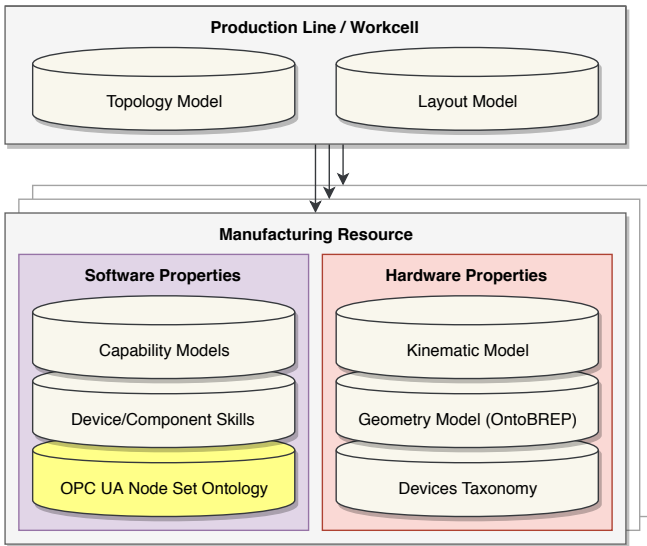 Production Line / Workcell
Topology Model
Layout Model
Manufacturing Resource
Software Properties
Hardware Properties
Capability Models
Kinematic Model
Device/Component Skills
Geometry Model (OntoBREP)
OPC UA Node Set Ontology
Devices Taxonomy